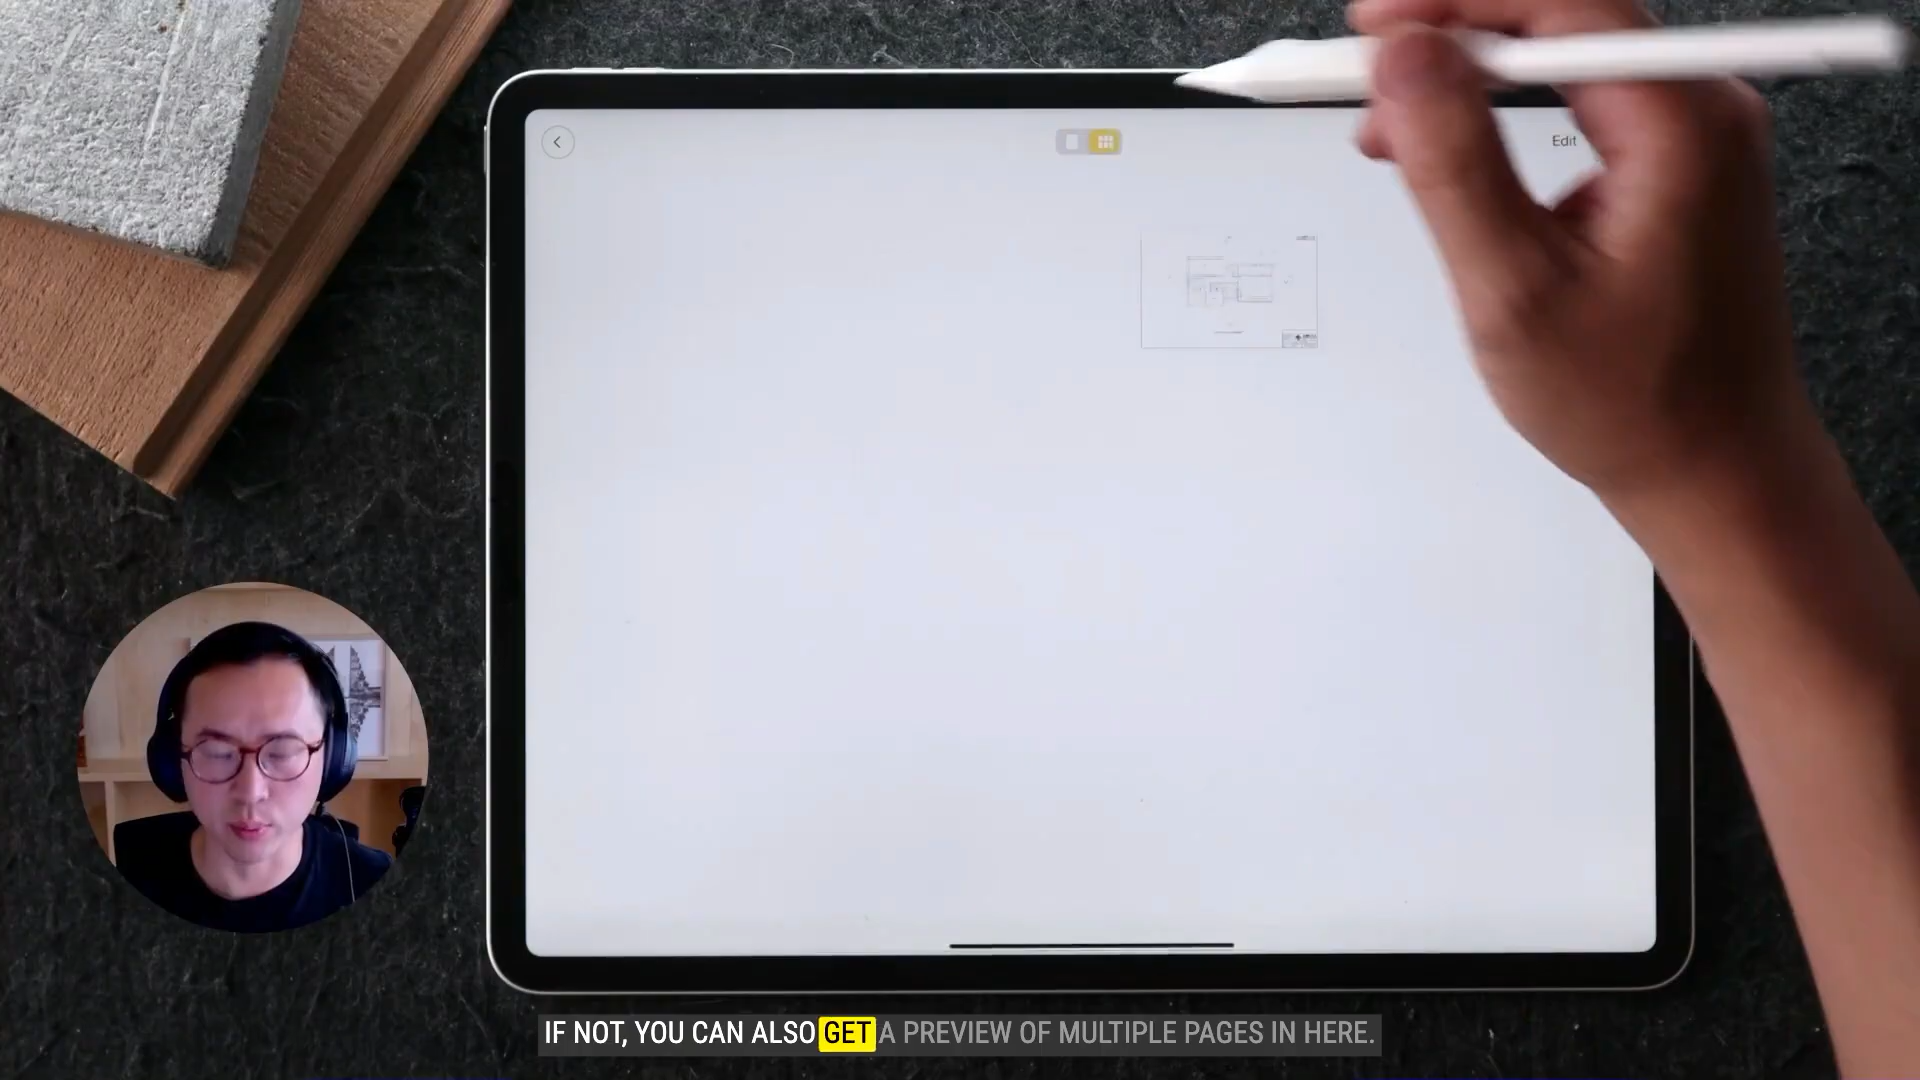 Edit
IF NOT, YOU CAN ALSO GET A PREVIEW OF MULTIPLE PAGES IN HERE.